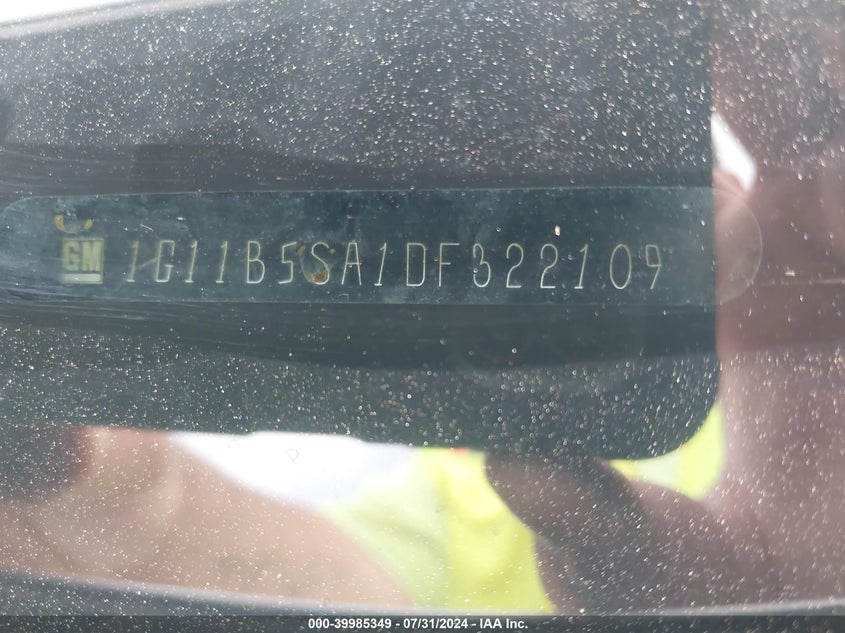 GM 1G11B5SA1DF322109
000-39985349 - 07/31/2024 - IAA Inc.